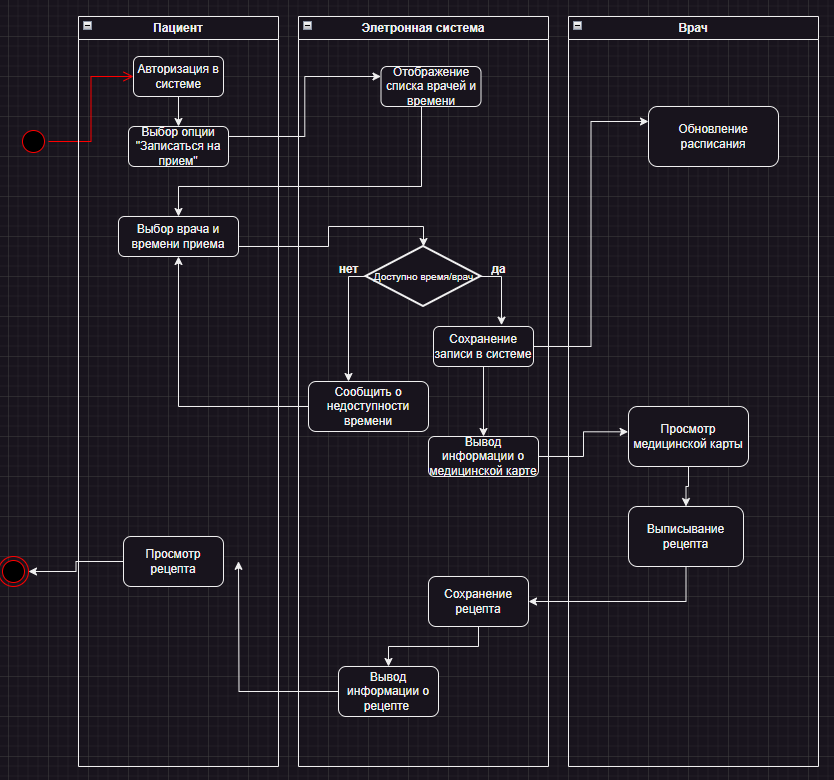 Пациент
Элетронная система
Врач
Авторизация в
системе
Отображение
списка врачей и
времени
Выбор опции
"Записаться на
прием"
Обновление
расписания
Выбор врача и
времени приема
нет
Доступно время/врач
да
Сохранение
записи в системе
Сообщить о
недоступности
времени
Вывод
информации о
медицинской карте
Просмотр
медицинской карты
Выписывание
рецепта
Просмотр
рецепта
Сохранение
рецепта
Вывод
информации о
рецепте